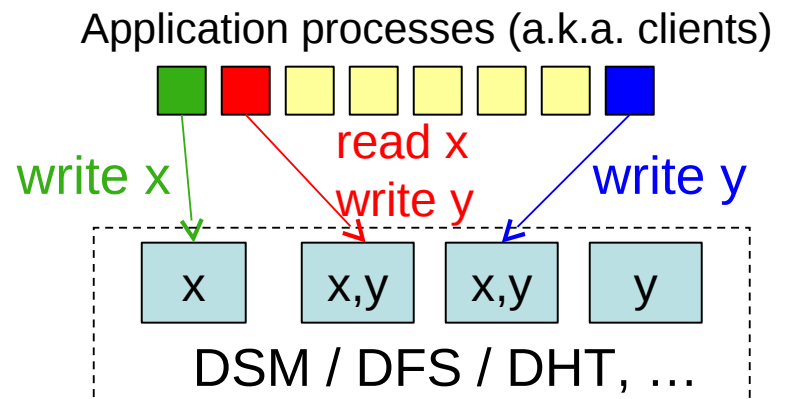 Application processes (a.k.a. clients)
read x
write x
write y
write y
x
x,y
x,y
y
DSM / DFS / DHT, …